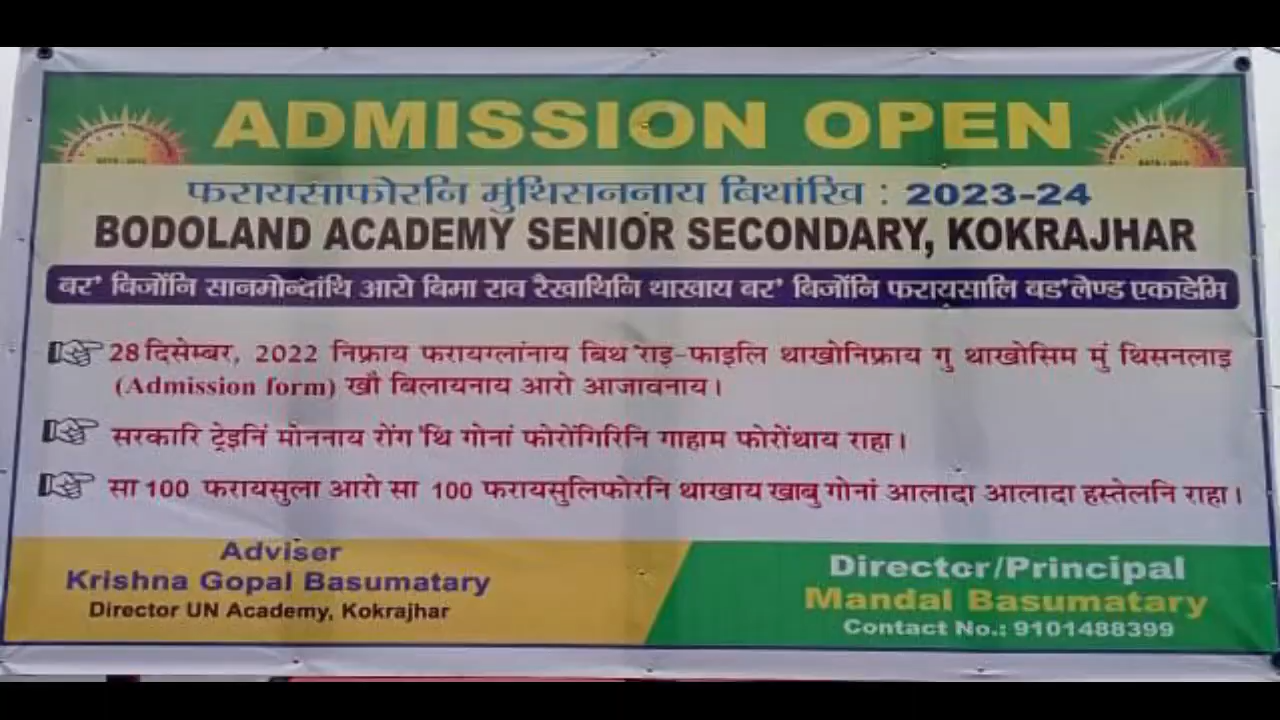 ADMISSION OPEN
फरायसाफोरनि मुंथिसाननाय बिथांखि : 2023-24
BODOLAND ACADEMY SENIOR SECONDARY, KOKRAJHAR
बर' बिजोंनि सानमोन्दांथि आरो बिमा राव रैखाथिनि थाखाय बर' बिजोंनि फरायसालि बड'लेण्ड एकाडेमि
28 दिसेम्बर, 2022 निफ्राय फरायग्लांनाय बिथ'राइ-फाइलि थाखोनिफ्राय गु थाखोसिम मुं थिसनलाइ
(Admission form) खौ बिलायनाय आरो आजावनाय।
सरकारि ट्रेइनिं मोननाय रोंग'थि गोनां फोरोंगिरिनि गाहाम फोरोंथाय राहा।
सा 100 फरायसुला आरो सा 100 फरायसुलिफोरनि थाखाय खाबु गोनां आलादा आलादा हस्तेलनि राहा।
Adviser
Krishna Gopal Basumatary
Director UN Academy, Kokrajhar
Director/Principal
Mandal Basumatary
Contact No.: 9101488399